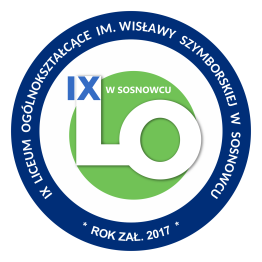 IX LICEUM OGÓLNOKSZTAŁCĄCE IM. WISŁAWY SZYMBORSKIEJ W SOSNOWCU
IX
W SOSNOWCU
LO
* ROK ZAŁ. 2017 *